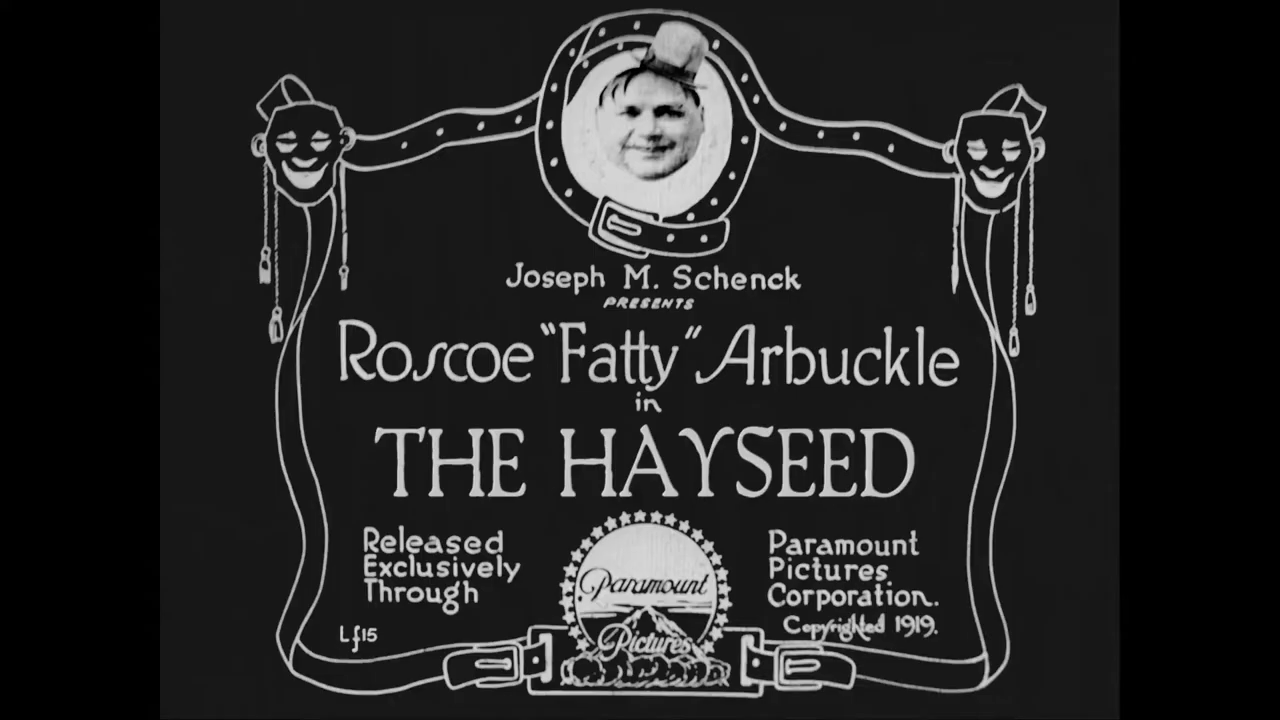 Joseph M. Schenck
PRESENTS
Roscoe "Fatty" Arbuckle
in
THE HAYSEED
Released
Exclusively
Through
Paramount
Pictures
Paramount
Pictures
Corporation.
Copyrighted 1919.
Lf15